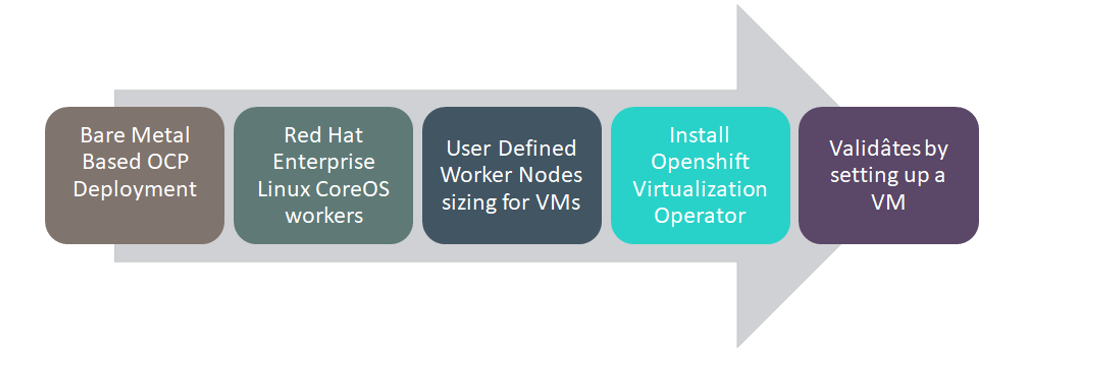 Bare Metal
Based OCP
Deployment
Red Hat
Enterprise
Linux CoreOS
workers
User Defined
Worker Nodes
sizing for VMs
Install
Openshift
Virtualization
Operator
Validâtes by
setting up a
VM